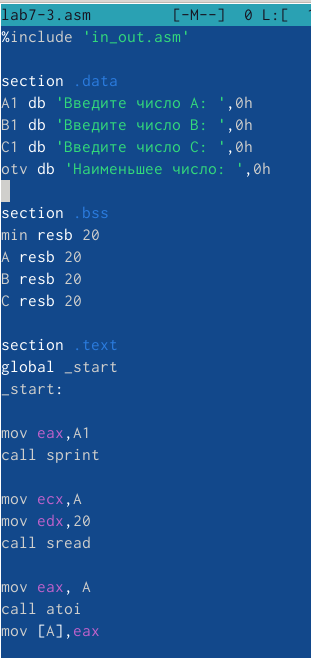 lab7-3.asm [-M--] 0 L:[ 1
%include 'in_out.asm'
section .data
A1 db 'Введите число A: ',0h
B1 db 'Введите число B: ',0h
C1 db 'Введите число C: ',0h
otv db 'Наименьшее число: ',0h
section .bss
min resb 20
A resb 20
B resb 20
C resb 20
section .text
global _start
_start:
mov eax,A1
call sprint
mov ecx,A
mov edx,20
call sread
mov eax, A
call atoi
mov [A],eax